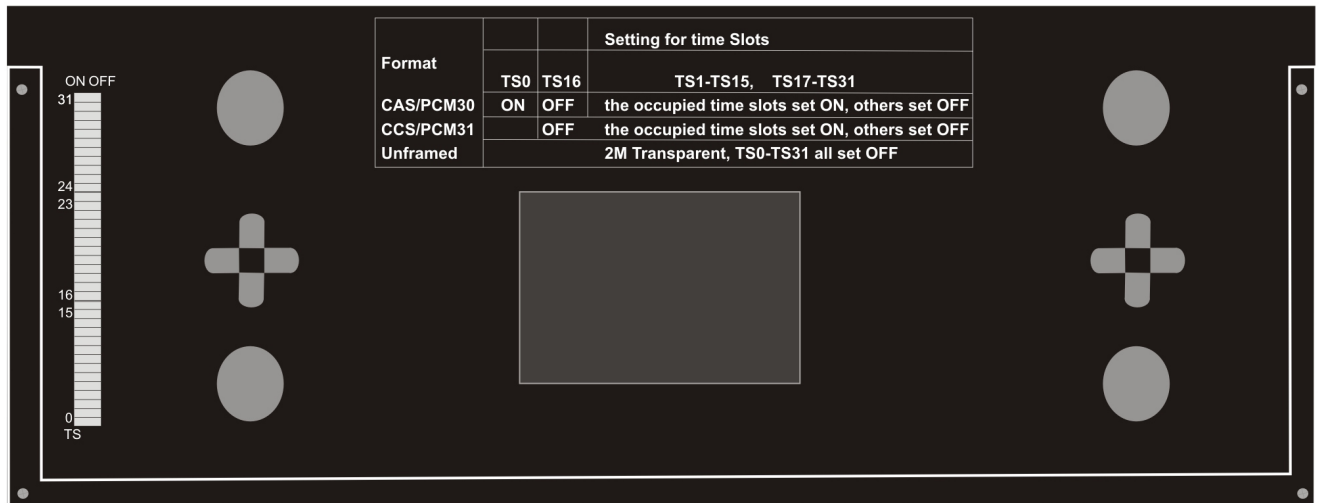 Setting for time Slots
Format
TS0 TS16 TS1-TS15, TS17-TS31
CAS/PCM30 ON OFF the occupied time slots set ON, others set OFF
CCS/PCM31 OFF the occupied time slots set ON, others set OFF
Unframed 2M Transparent, TS0-TS31 all set OFF
ON OFF
31
24
23
16
15
0
TS